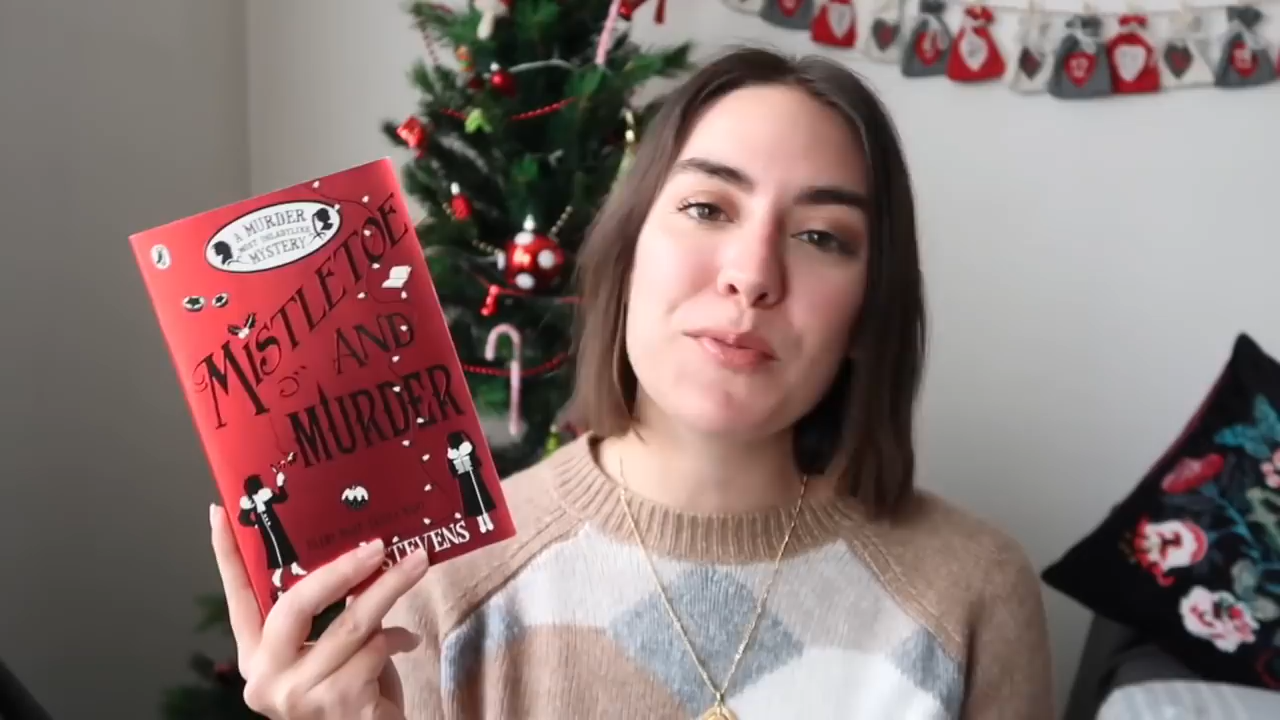 A MURDER
MOST UNLADYLIKE
MYSTERY
MISTLETOE
AND
MURDER
STEVENS